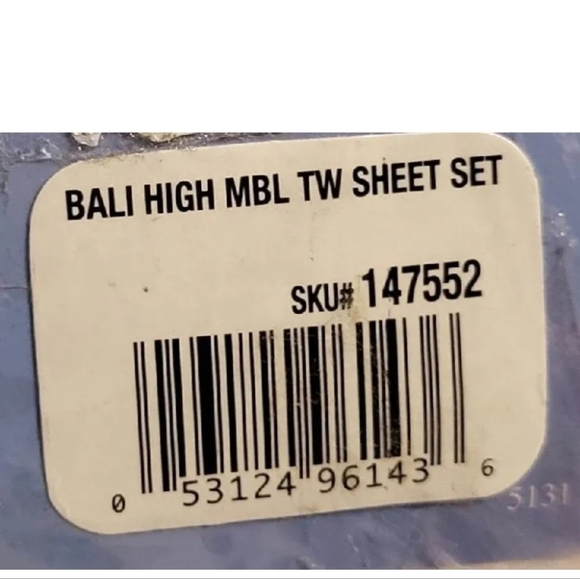 BALI HIGH MBL TW SHEET SET
SKU# 147552
0 53124 96143 6
5131